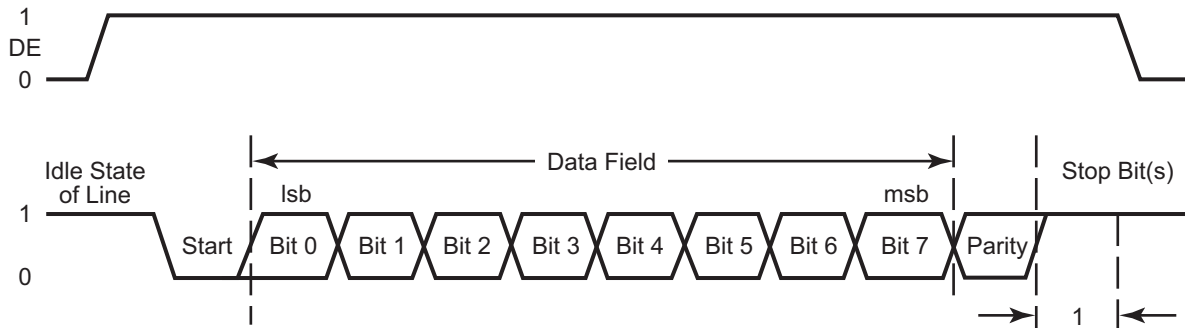 1
DE
0
Data Field
Idle State
of Line
Stop Bit(s)
lsb
msb
1
Start
Bit 0
Bit 1
Bit 2
Bit 3
Bit 4
Bit 5
Bit 6
Bit 7
Parity
0
1